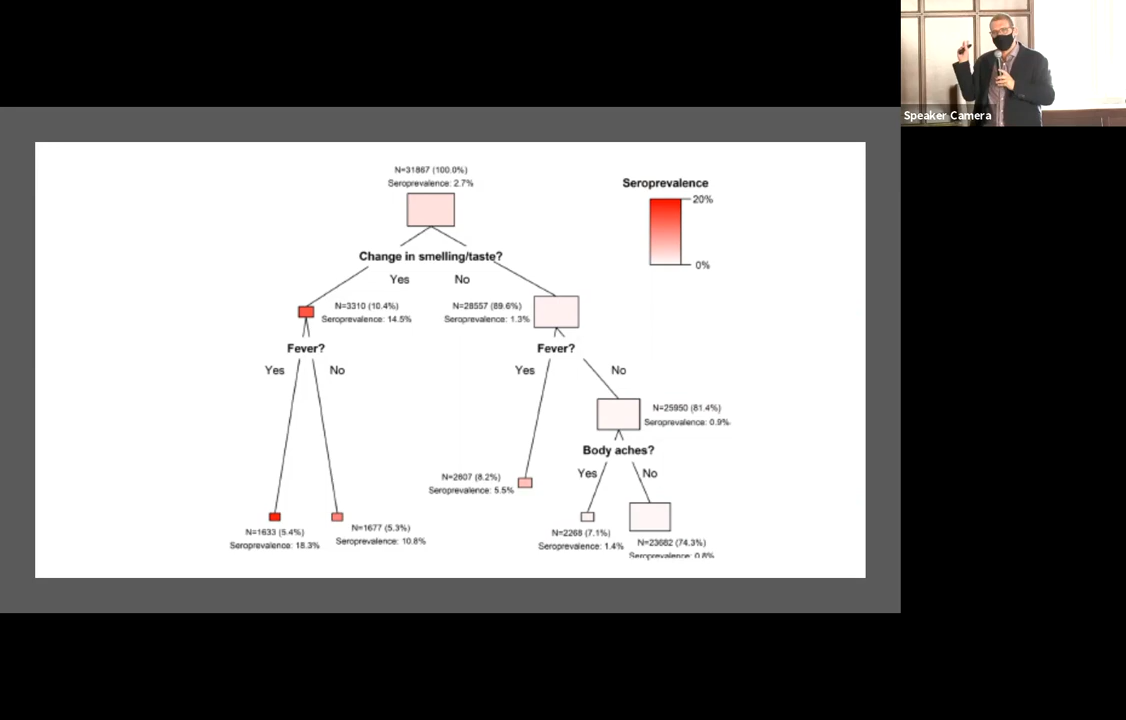 Speaker Camera
N=31867 (100.0%)
Seroprevalence: 2.7%
Seroprevalence
20%
0%
Change in smelling/taste?
Yes
No
N=3310 (10.4%)
Seroprevalence: 14.5%
N=28557 (89.6%)
Seroprevalence: 1.3%
Fever?
Yes
No
Fever?
Yes
No
N=25950 (81.4%)
Seroprevalence: 0.9%
Body aches?
Yes
No
N=2607 (8.2%)
Seroprevalence: 5.5%
N=1633 (5.4%)
Seroprevalence: 18.3%
N=1677 (5.3%)
Seroprevalence: 10.8%
N=2268 (7.1%)
Seroprevalence: 1.4%
N=23682 (74.3%)
Seroprevalence: 0.8%